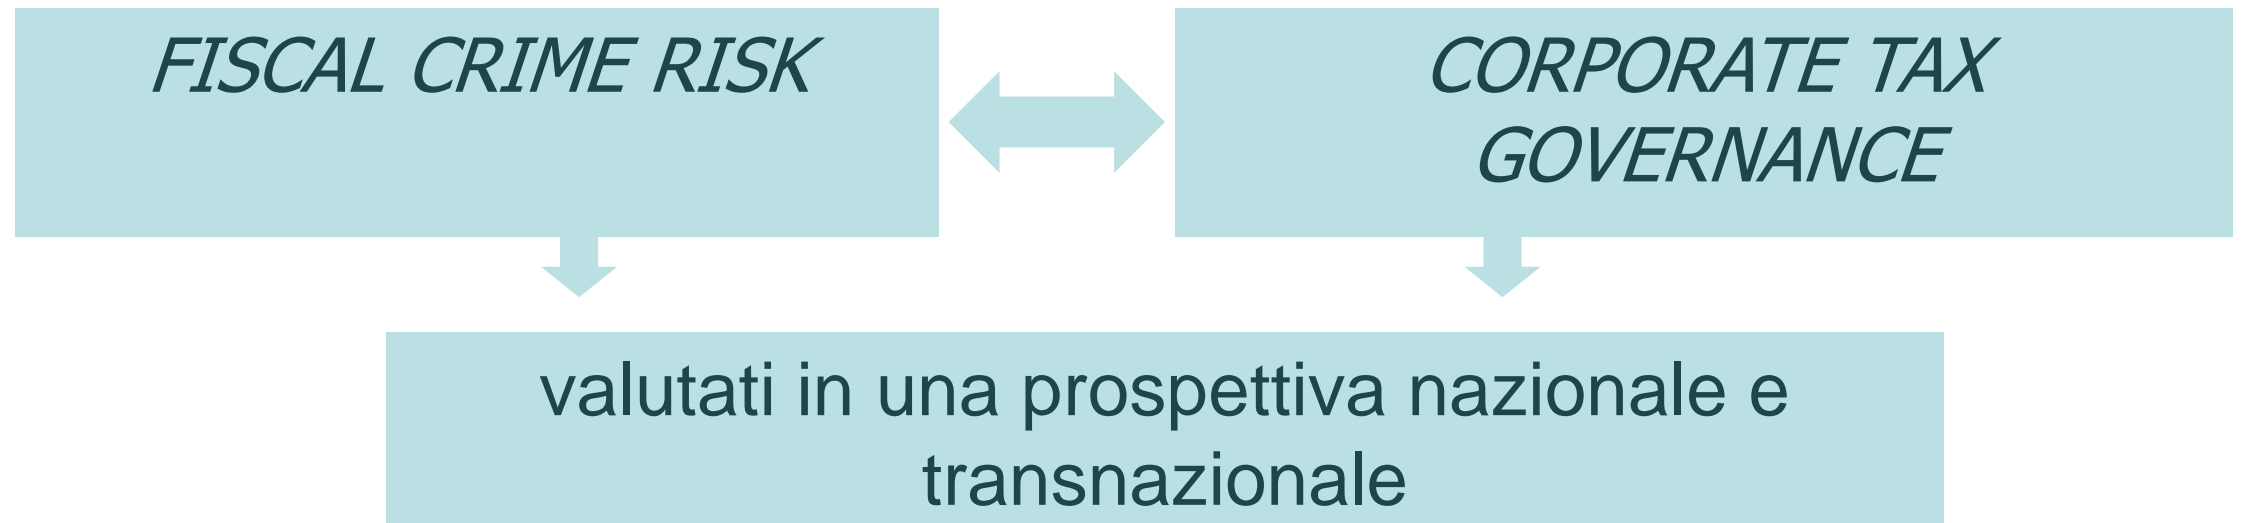 FISCAL CRIME RISK
CORPORATE TAX
GOVERNANCE
valutati in una prospettiva nazionale e
transnazionale